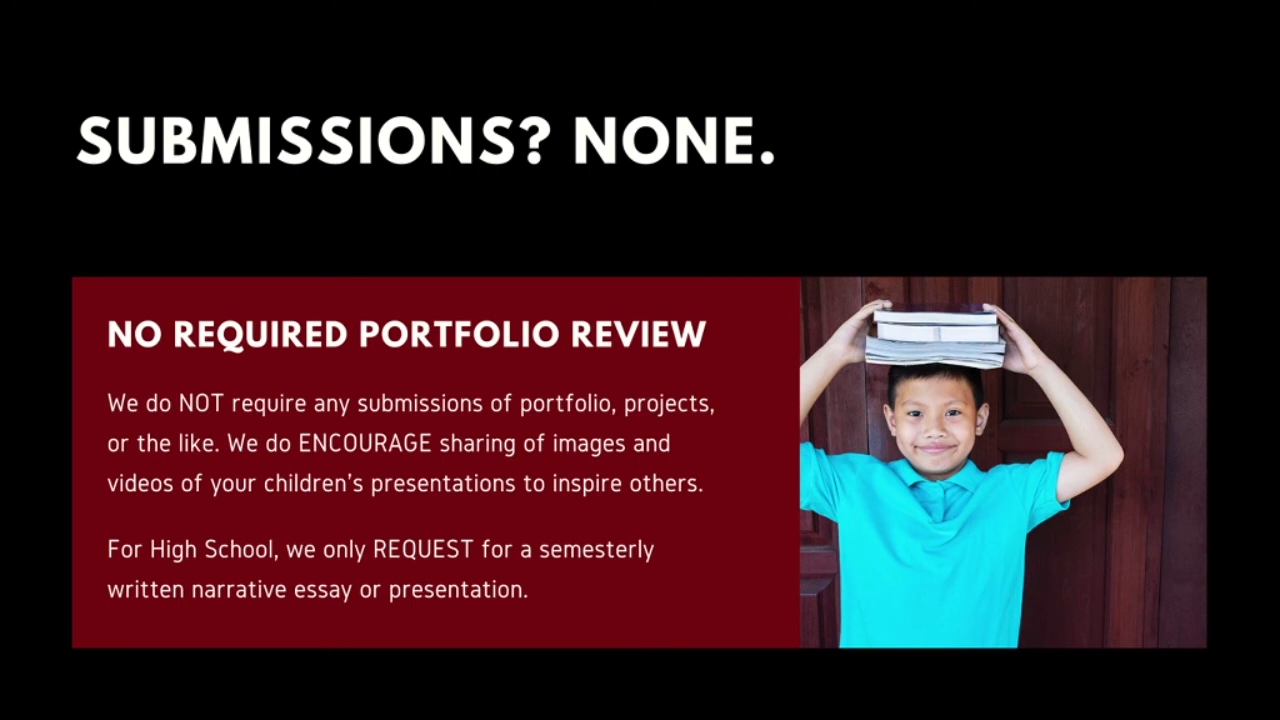 SUBMISSIONS? NONE.
NO REQUIRED PORTFOLIO REVIEW
We do NOT require any submissions of portfolio, projects,
or the like. We do ENCOURAGE sharing of images and
videos of your children’s presentations to inspire others.
For High School, we only REQUEST for a semesterly
written narrative essay or presentation.